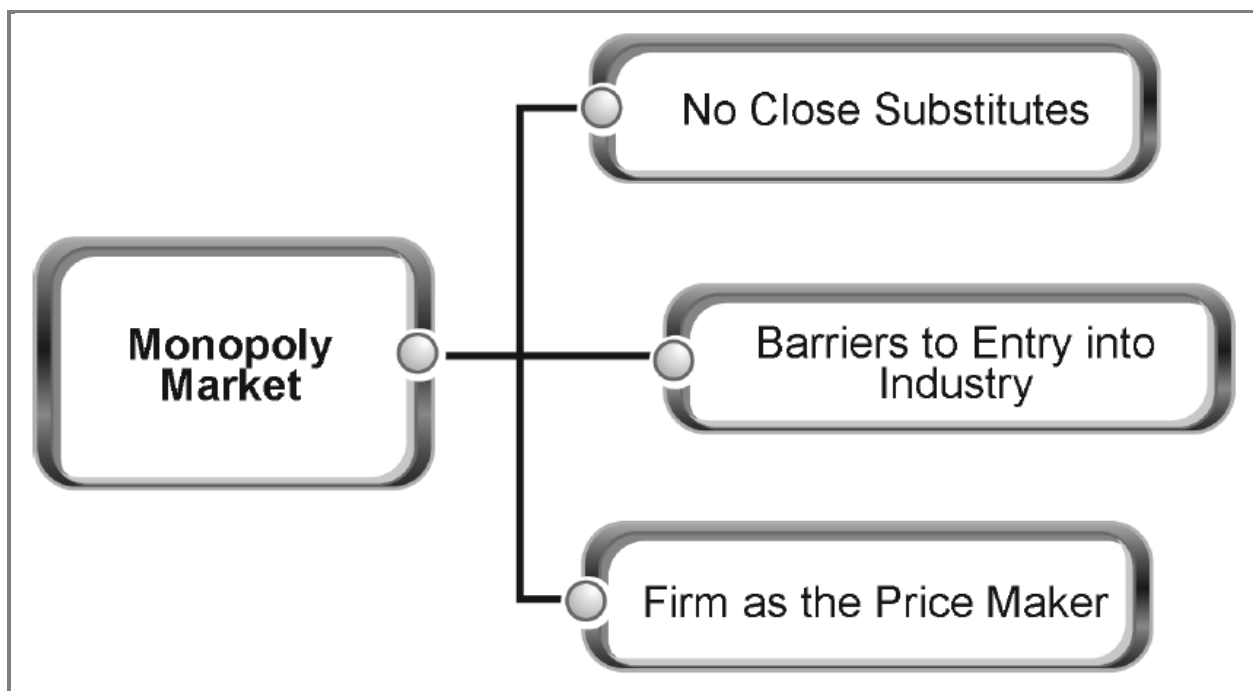 No Close Substitutes
Monopoly
Market
Barriers to Entry into
Industry
Firm as the Price Maker